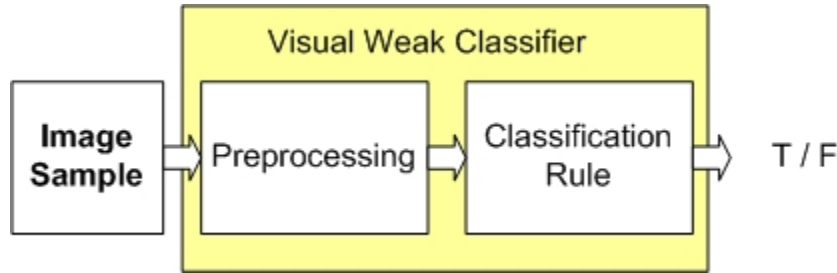 Visual Weak Classifier
Image
Sample
Preprocessing
Classification
Rule
T / F